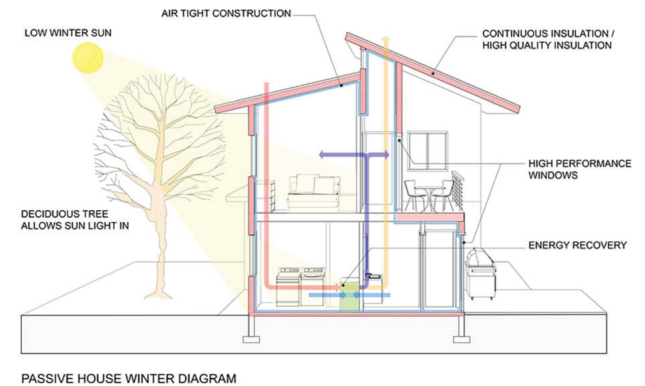 AIR TIGHT CONSTRUCTION
LOW WINTER SUN
CONTINUOUS INSULATION /
HIGH QUALITY INSULATION
HIGH PERFORMANCE
WINDOWS
DECIDUOUS TREE
ALLOWS SUN LIGHT IN
ENERGY RECOVERY
PASSIVE HOUSE WINTER DIAGRAM